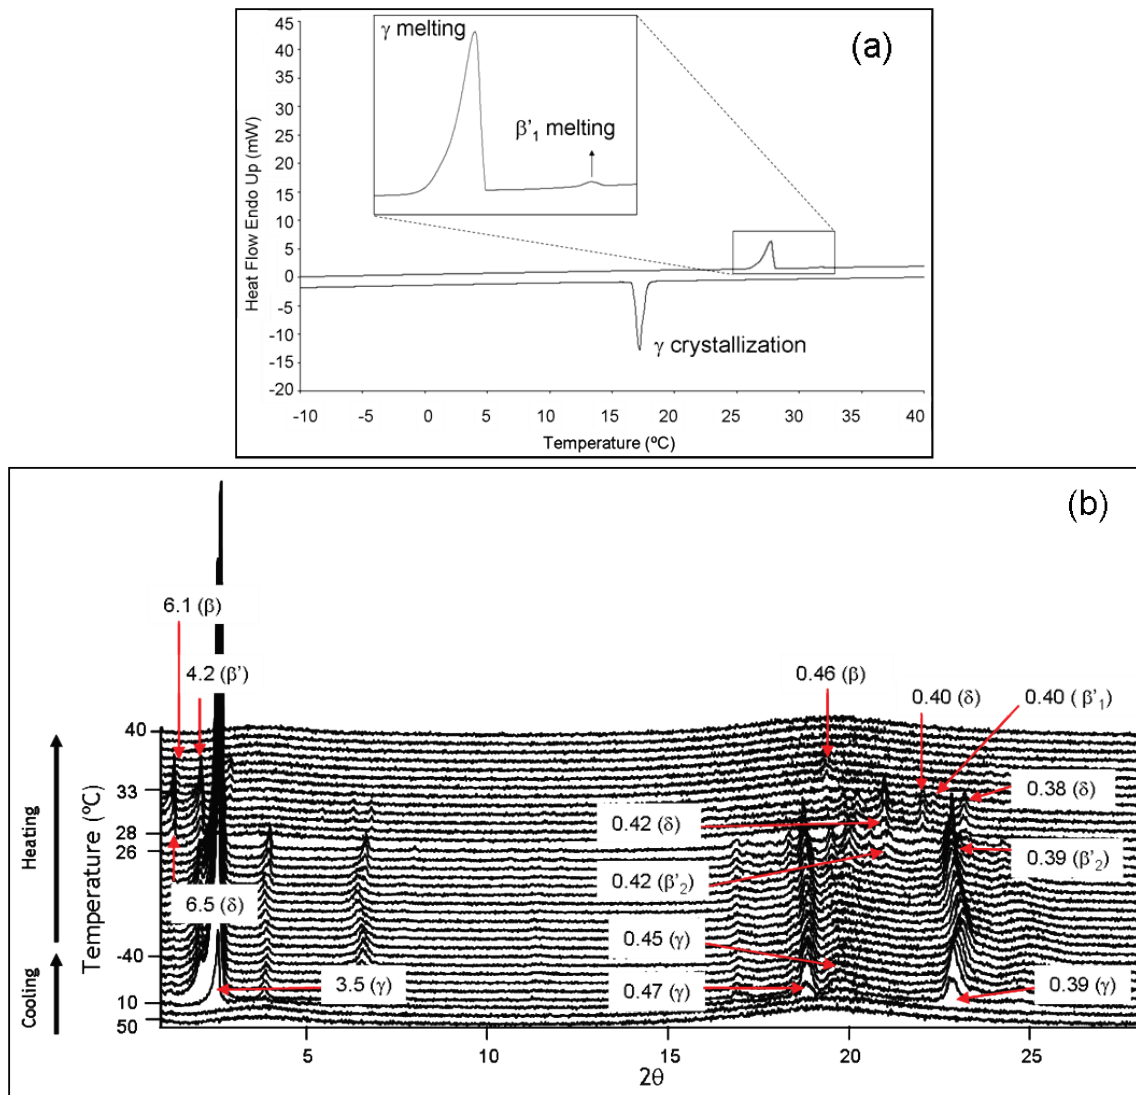 (a)
γ melting
β'₁ melting
Heat Flow Endo Up (mW)
45
40
35
30
25
20
15
10
5
0
-5
-10
-15
-20
γ crystallization
-10 0 5 10 15 20 25 30 35 40
Temperature (ºC)
(b)
6.1 (β)
4.2 (β')
0.46 (β)
0.40 (δ)
0.40 (β'₁)
0.38 (δ)
0.42 (δ)
0.39 (β'₂)
0.42 (β'₂)
6.5 (δ)
0.45 (γ)
3.5 (γ)
0.47 (γ)
0.39 (γ)
Heating
Cooling
Temperature (ºC)
40
33
28
26
-40
10
50
5 10 15 20 25
2θ